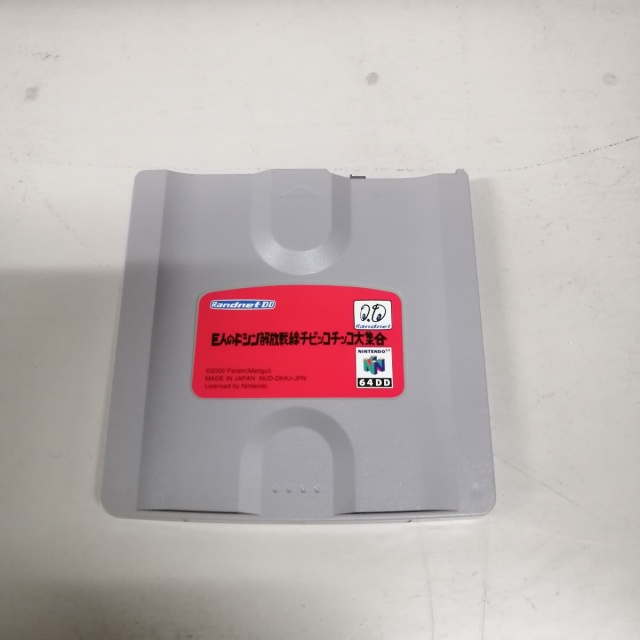 Randnet DD
Randnet
巨人のドシン解放戦線チビッコチッコ大集合
©2000 Param(Marigul)
MADE IN JAPAN NUD-DKKJ-JPN
Licensed by Nintendo
NINTENDO
64DD